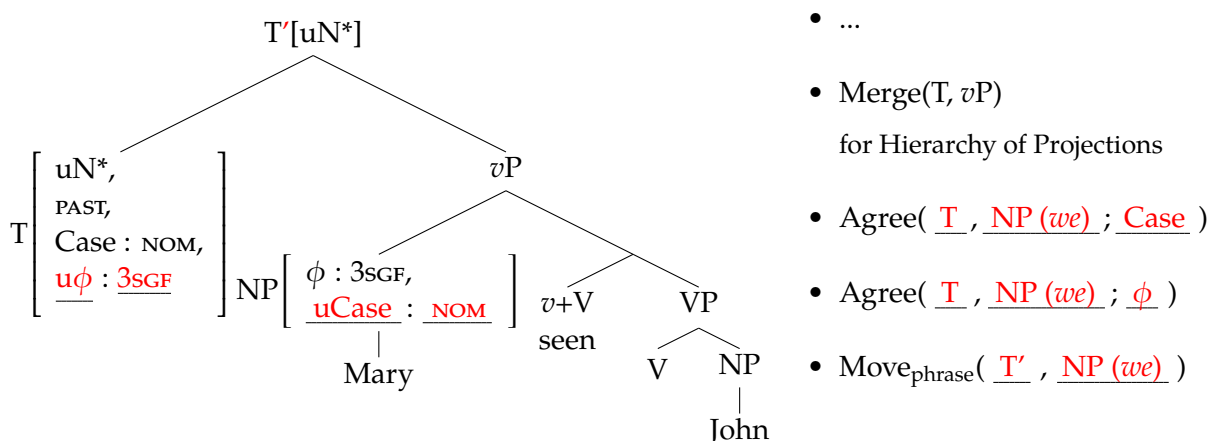 T′[uN*]
T [ uN*,
PAST,
Case : NOM,
uϕ : 3SGF ]
vP
NP [ ϕ : 3SGF,
uCase : NOM ]
Mary
v+V
seen
VP
V
NP
John
• ...
• Merge(T, vP)
for Hierarchy of Projections
• Agree( T , NP (we) ; Case )
• Agree( T , NP (we) ; ϕ )
• Movephrase( T′ , NP (we) )